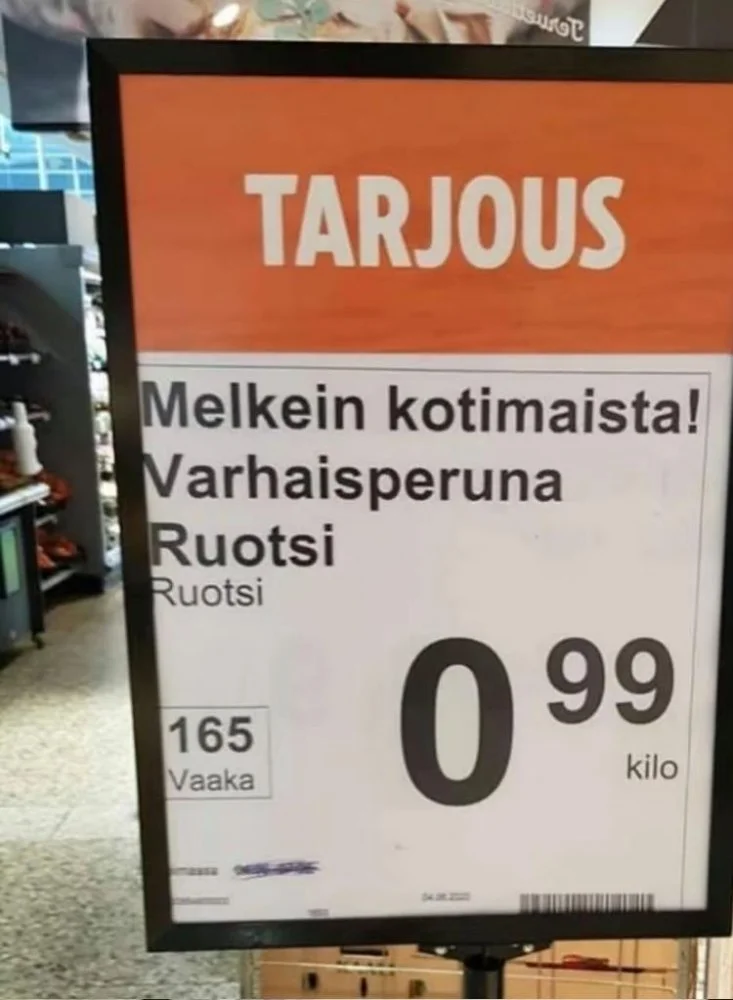 TARJOUS
Melkein kotimaista!
Varhaisperuna
Ruotsi
Ruotsi
0 99
kilo
165
Vaaka